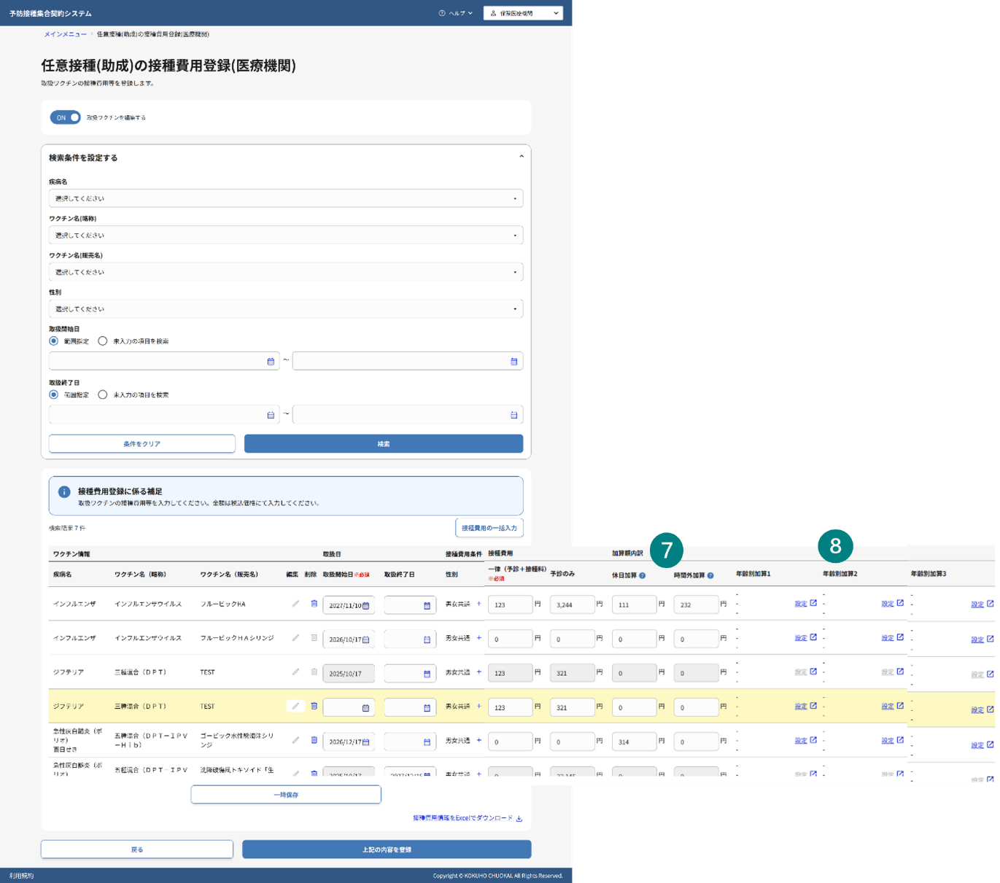 予防接種集合契約システム
ヘルプ
保険医療機関
メインメニュー > 任意接種(助成)の接種費用登録(医療機関)
任意接種(助成)の接種費用登録(医療機関)
取扱ワクチンの接種費用等を登録します。
ON 取扱ワクチンを編集する
検索条件を設定する
疾病名
選択してください
ワクチン名(略称)
選択してください
ワクチン名(販売名)
選択してください
性別
選択してください
取扱開始日
範囲指定 未入力の項目を検索
～
取扱終了日
範囲指定 未入力の項目を検索
～
条件をクリア 検索
接種費用登録に係る補足
取扱ワクチンの接種費用等を入力してください。金額は税込価格にて入力してください。
検索結果 7 件 接種費用の一括入力
7 8
ワクチン情報 取扱日 接種費用条件 接種費用 加算額内訳
疾病名 ワクチン名（略称） ワクチン名（販売名） 編集 削除 取扱開始日※必須 取扱終了日 性別 一律（予診＋接種料）※必須 予診のみ 休日加算 時間外加算 年齢別加算1 年齢別加算2 年齢別加算3
インフルエンザ インフルエンザウイルス フルービックHA 2027/11/10 男女共通 + 123 円 3,244 円 111 円 232 円 - - - 設定 - - - 設定 - - - 設定
インフルエンザ インフルエンザウイルス フルービックＨＡシリンジ 2026/10/17 男女共通 + 0 円 0 円 0 円 0 円 - - - 設定 - - - 設定 - - - 設定
ジフテリア 三種混合（ＤＰＴ） TEST 2025/10/17 男女共通 + 123 円 321 円 0 円 0 円 - - - 設定 - - - 設定 - - - 設定
ジフテリア 三種混合（ＤＰＴ） TEST 男女共通 + 123 円 321 円 0 円 0 円 - - - 設定 - - - 設定 - - - 設定
急性灰白髄炎（ポリオ） 百日せき 五種混合（ＤＰＴ－ＩＰＶ－Ｈｉｂ） ゴービック水性懸濁注シリンジ 2026/12/17 男女共通 + 0 円 0 円 314 円 0 円 - - - 設定 - - - 設定 - - - 設定
急性灰白髄炎（ポリオ） 五種混合（ＤＰＴ－ＩＰＶ 沈降破傷風トキソイド「生 2025/10/17 男女共通 + 0 円 円 0 円 0 円 - - 設定 - - 設定 - - 設定
一時保存
接種費用情報をExcelでダウンロード
戻る 上記の内容を登録
利用規約 Copyright © KOKUHO CHUOKAI. All Rights Reserved.